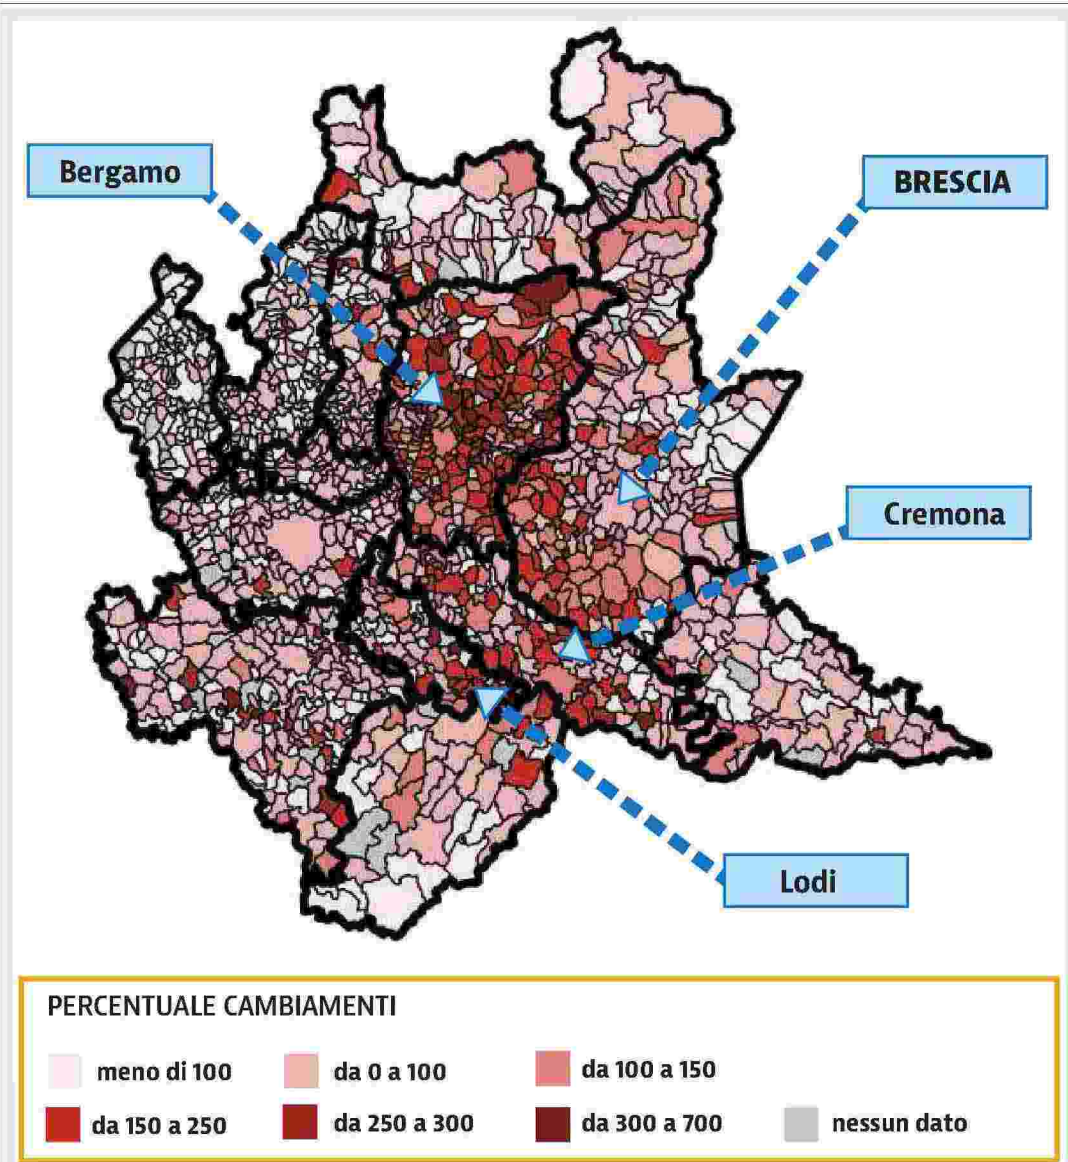 Bergamo
BRESCIA
Cremona
Lodi
PERCENTUALE CAMBIAMENTI
meno di 100
da 0 a 100
da 100 a 150
da 150 a 250
da 250 a 300
da 300 a 700
nessun dato